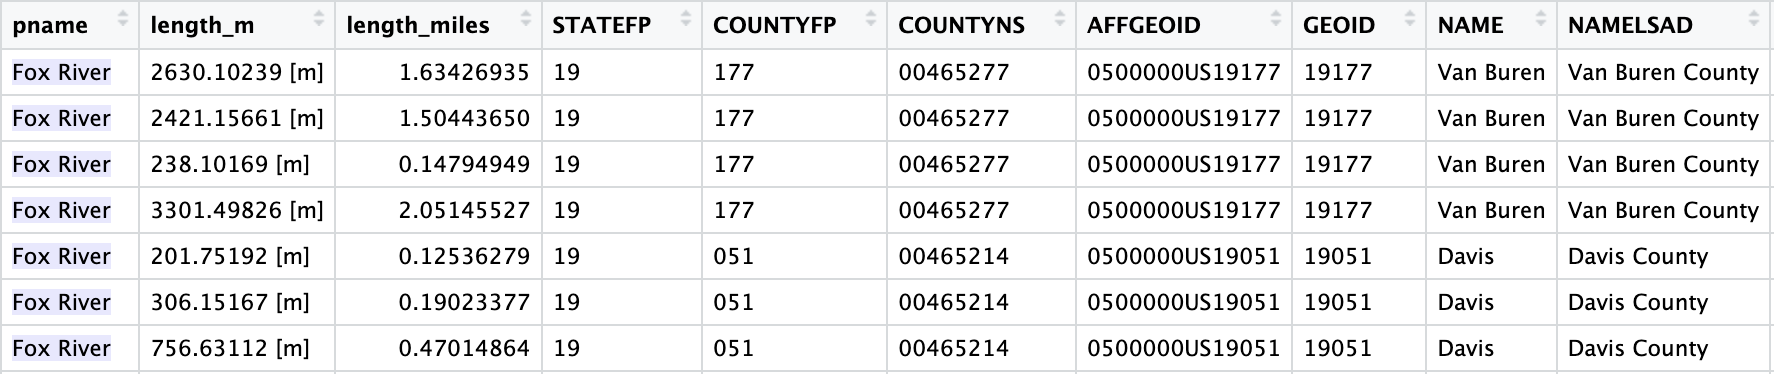 pname length_m length_miles STATEFP COUNTYFP COUNTYNS AFFGEOID GEOID NAME NAMELSAD
Fox River 2630.10239 [m] 1.63426935 19 177 00465277 0500000US19177 19177 Van Buren Van Buren County
Fox River 2421.15661 [m] 1.50443650 19 177 00465277 0500000US19177 19177 Van Buren Van Buren County
Fox River 238.10169 [m] 0.14794949 19 177 00465277 0500000US19177 19177 Van Buren Van Buren County
Fox River 3301.49826 [m] 2.05145527 19 177 00465277 0500000US19177 19177 Van Buren Van Buren County
Fox River 201.75192 [m] 0.12536279 19 051 00465214 0500000US19051 19051 Davis Davis County
Fox River 306.15167 [m] 0.19023377 19 051 00465214 0500000US19051 19051 Davis Davis County
Fox River 756.63112 [m] 0.47014864 19 051 00465214 0500000US19051 19051 Davis Davis County